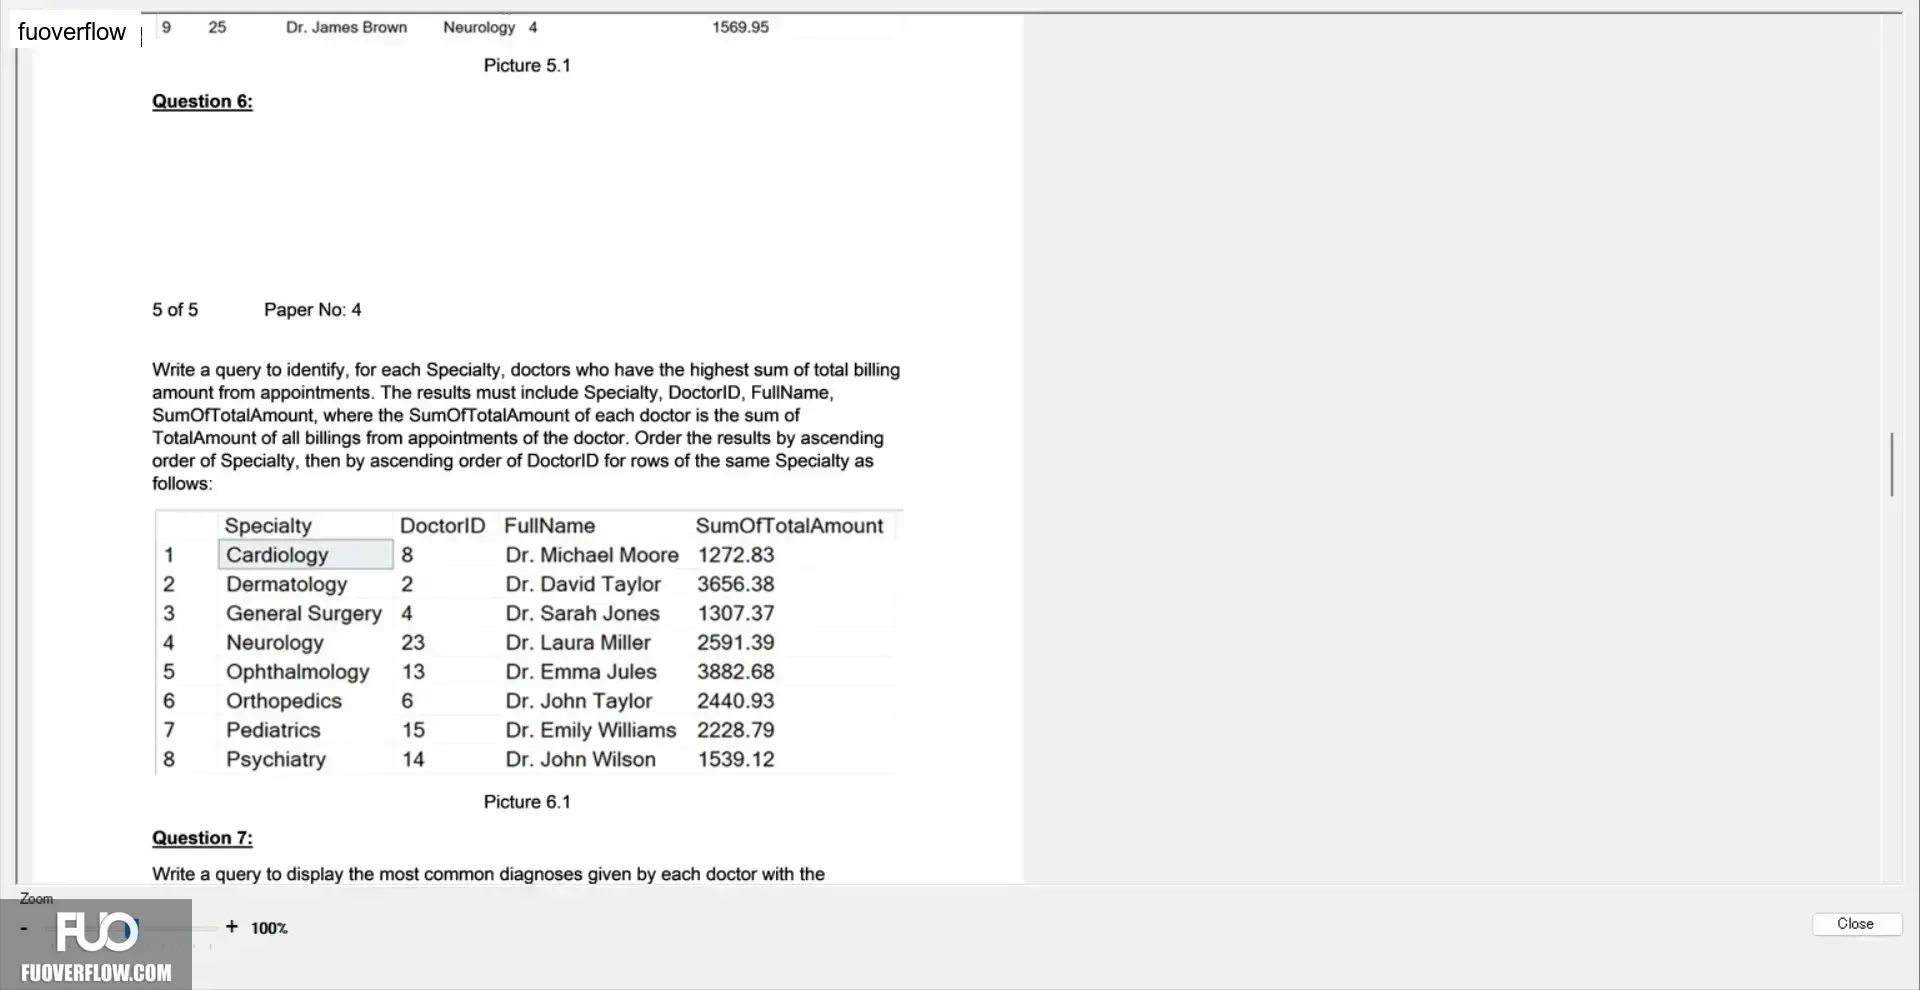 fuoverflow
9 25 Dr. James Brown Neurology 4 1569.95
Picture 5.1
Question 6:
5 of 5 Paper No: 4
Write a query to identify, for each Specialty, doctors who have the highest sum of total billing
amount from appointments. The results must include Specialty, DoctorID, FullName,
SumOfTotalAmount, where the SumOfTotalAmount of each doctor is the sum of
TotalAmount of all billings from appointments of the doctor. Order the results by ascending
order of Specialty, then by ascending order of DoctorID for rows of the same Specialty as
follows:
Specialty DoctorID FullName SumOfTotalAmount
1 Cardiology 8 Dr. Michael Moore 1272.83
2 Dermatology 2 Dr. David Taylor 3656.38
3 General Surgery 4 Dr. Sarah Jones 1307.37
4 Neurology 23 Dr. Laura Miller 2591.39
5 Ophthalmology 13 Dr. Emma Jules 3882.68
6 Orthopedics 6 Dr. John Taylor 2440.93
7 Pediatrics 15 Dr. Emily Williams 2228.79
8 Psychiatry 14 Dr. John Wilson 1539.12
Picture 6.1
Question 7:
Write a query to display the most common diagnoses given by each doctor with the
Zoom
- + 100%
Close
FUO
FUOVERFLOW.COM